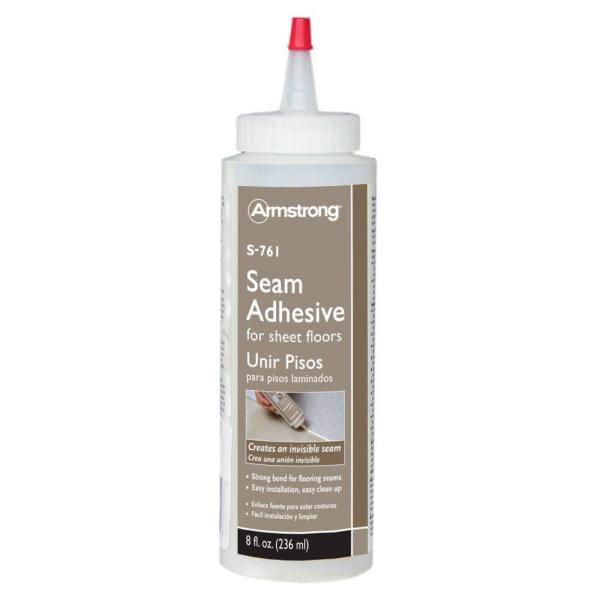 Armstrong®
S-761
Seam
Adhesive
for sheet floors
Unir Pisos
para pisos laminados
Creates an invisible seam
Crea una unión invisible
• Strong bond for flooring seams
• Easy installation, easy clean up
• Enlace fuerte para solar costuras
• Fácil instalación y limpiar
8 fl. oz. (236 ml)